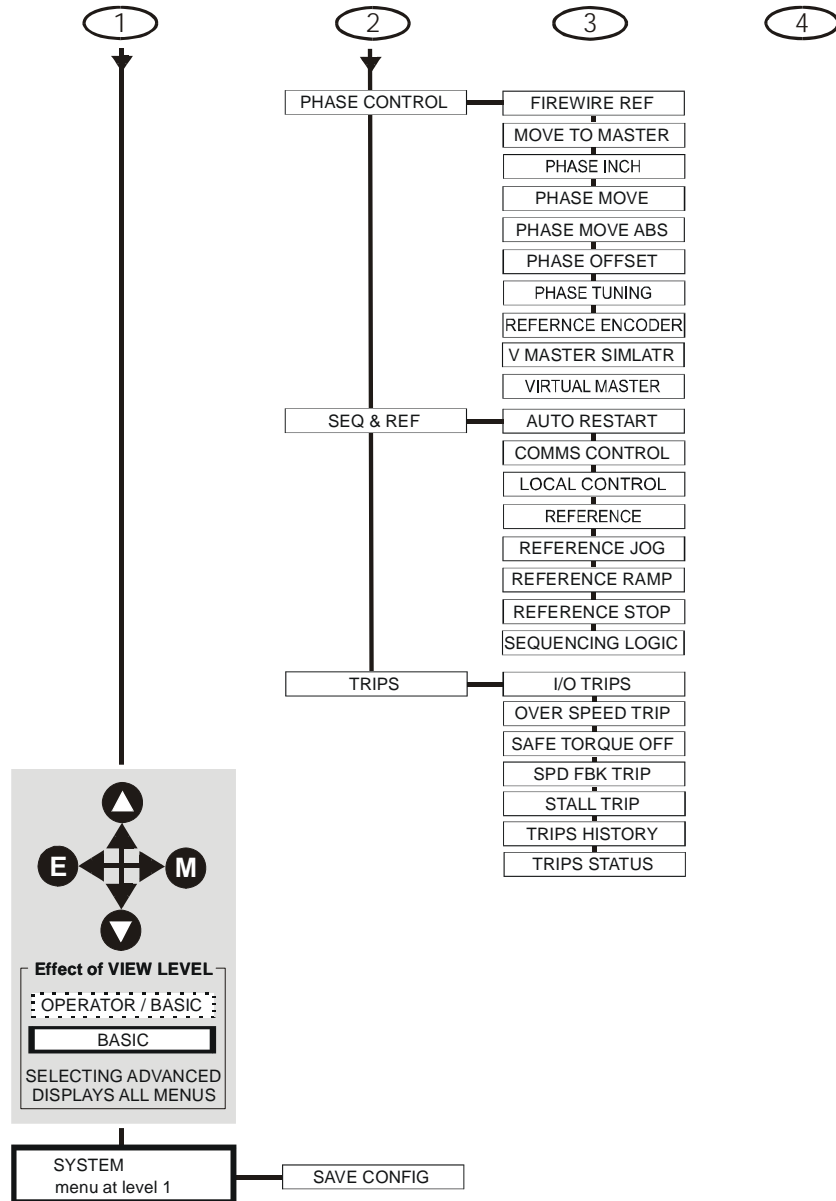 1 2 3 4
PHASE CONTROL FIREWIRE REF
MOVE TO MASTER
PHASE INCH
PHASE MOVE
PHASE MOVE ABS
PHASE OFFSET
PHASE TUNING
REFERNCE ENCODER
V MASTER SIMLATR
VIRTUAL MASTER
SEQ & REF AUTO RESTART
COMMS CONTROL
LOCAL CONTROL
REFERENCE
REFERENCE JOG
REFERENCE RAMP
REFERENCE STOP
SEQUENCING LOGIC
TRIPS I/O TRIPS
OVER SPEED TRIP
SAFE TORQUE OFF
SPD FBK TRIP
STALL TRIP
TRIPS HISTORY
TRIPS STATUS
E M
Effect of VIEW LEVEL
OPERATOR / BASIC
BASIC
SELECTING ADVANCED
DISPLAYS ALL MENUS
SYSTEM
menu at level 1
SAVE CONFIG